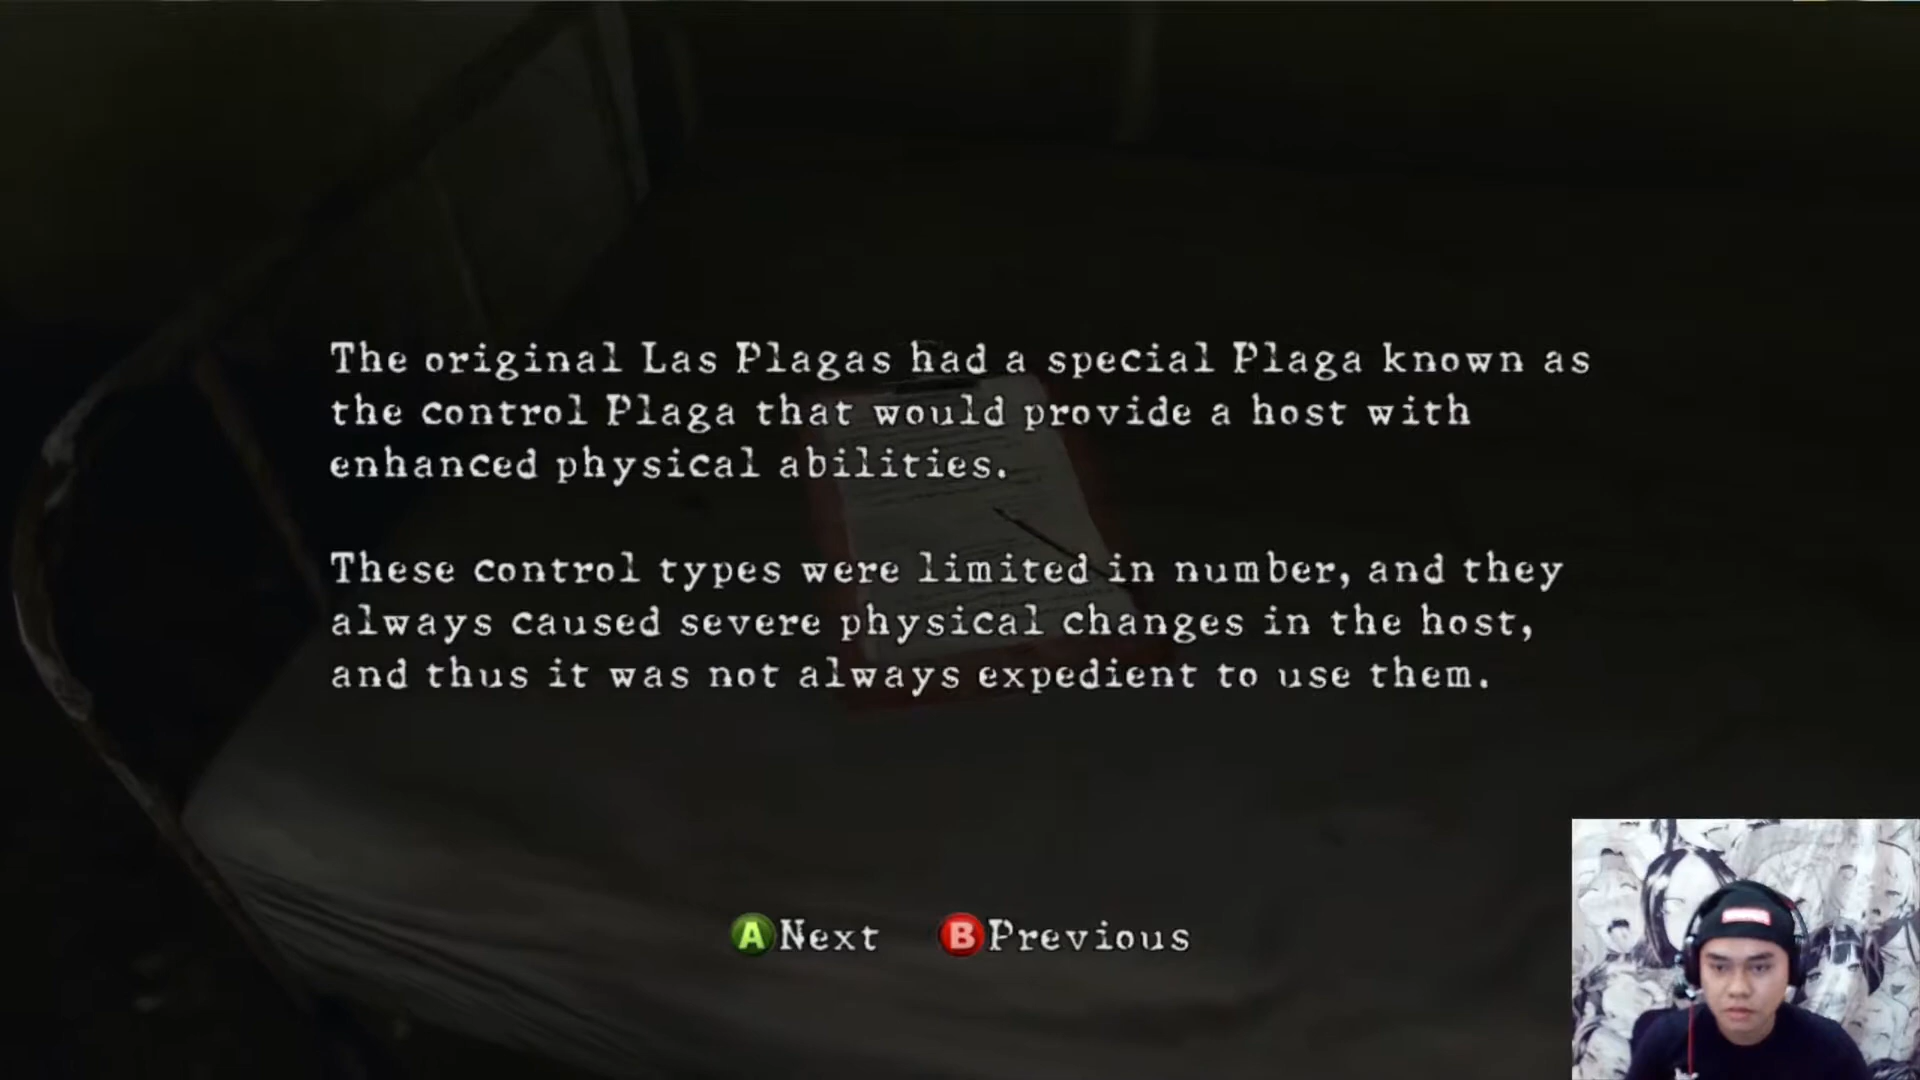 The original Las Plagas had a special Plaga known as
the control Plaga that would provide a host with
enhanced physical abilities.
These control types were limited in number, and they
always caused severe physical changes in the host,
and thus it was not always expedient to use them.
A Next B Previous